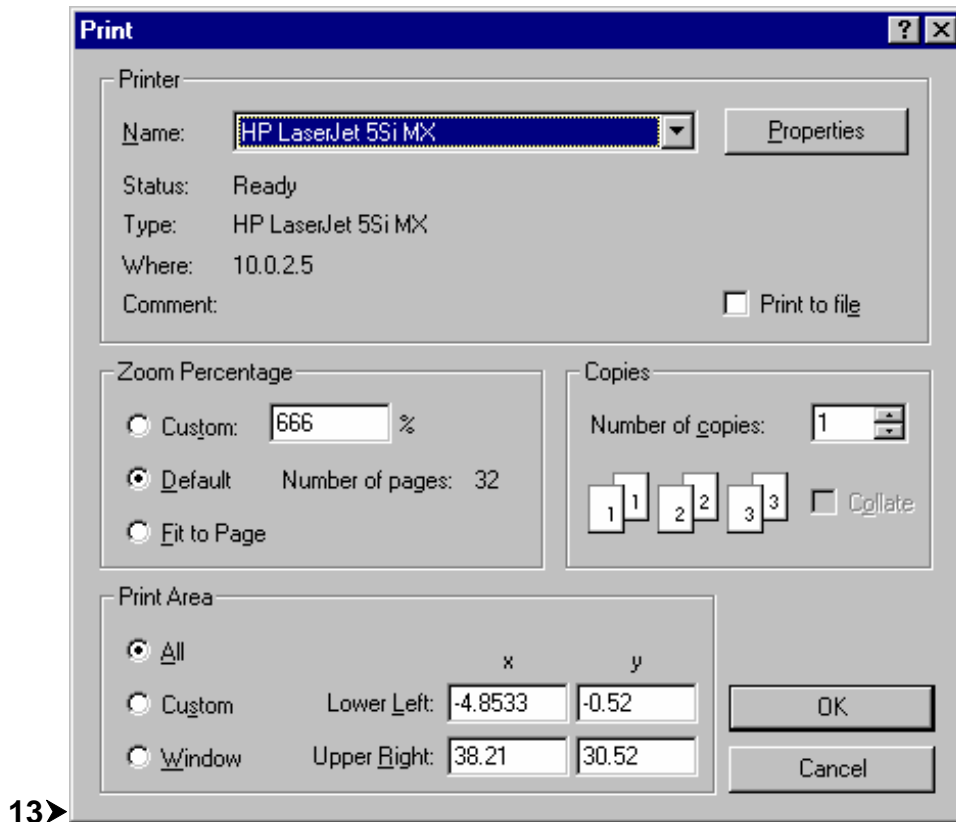 Print
Printer
Name: HP LaserJet 5Si MX Properties
Status: Ready
Type: HP LaserJet 5Si MX
Where: 10.0.2.5
Comment: Print to file
Zoom Percentage
Custom: 666 %
Default Number of pages: 32
Fit to Page
Copies
Number of copies: 1
1 1 2 2 3 3 Collate
Print Area
All
x y
Custom Lower Left: -4.8533 -0.52
Window Upper Right: 38.21 30.52
OK
Cancel
13➤